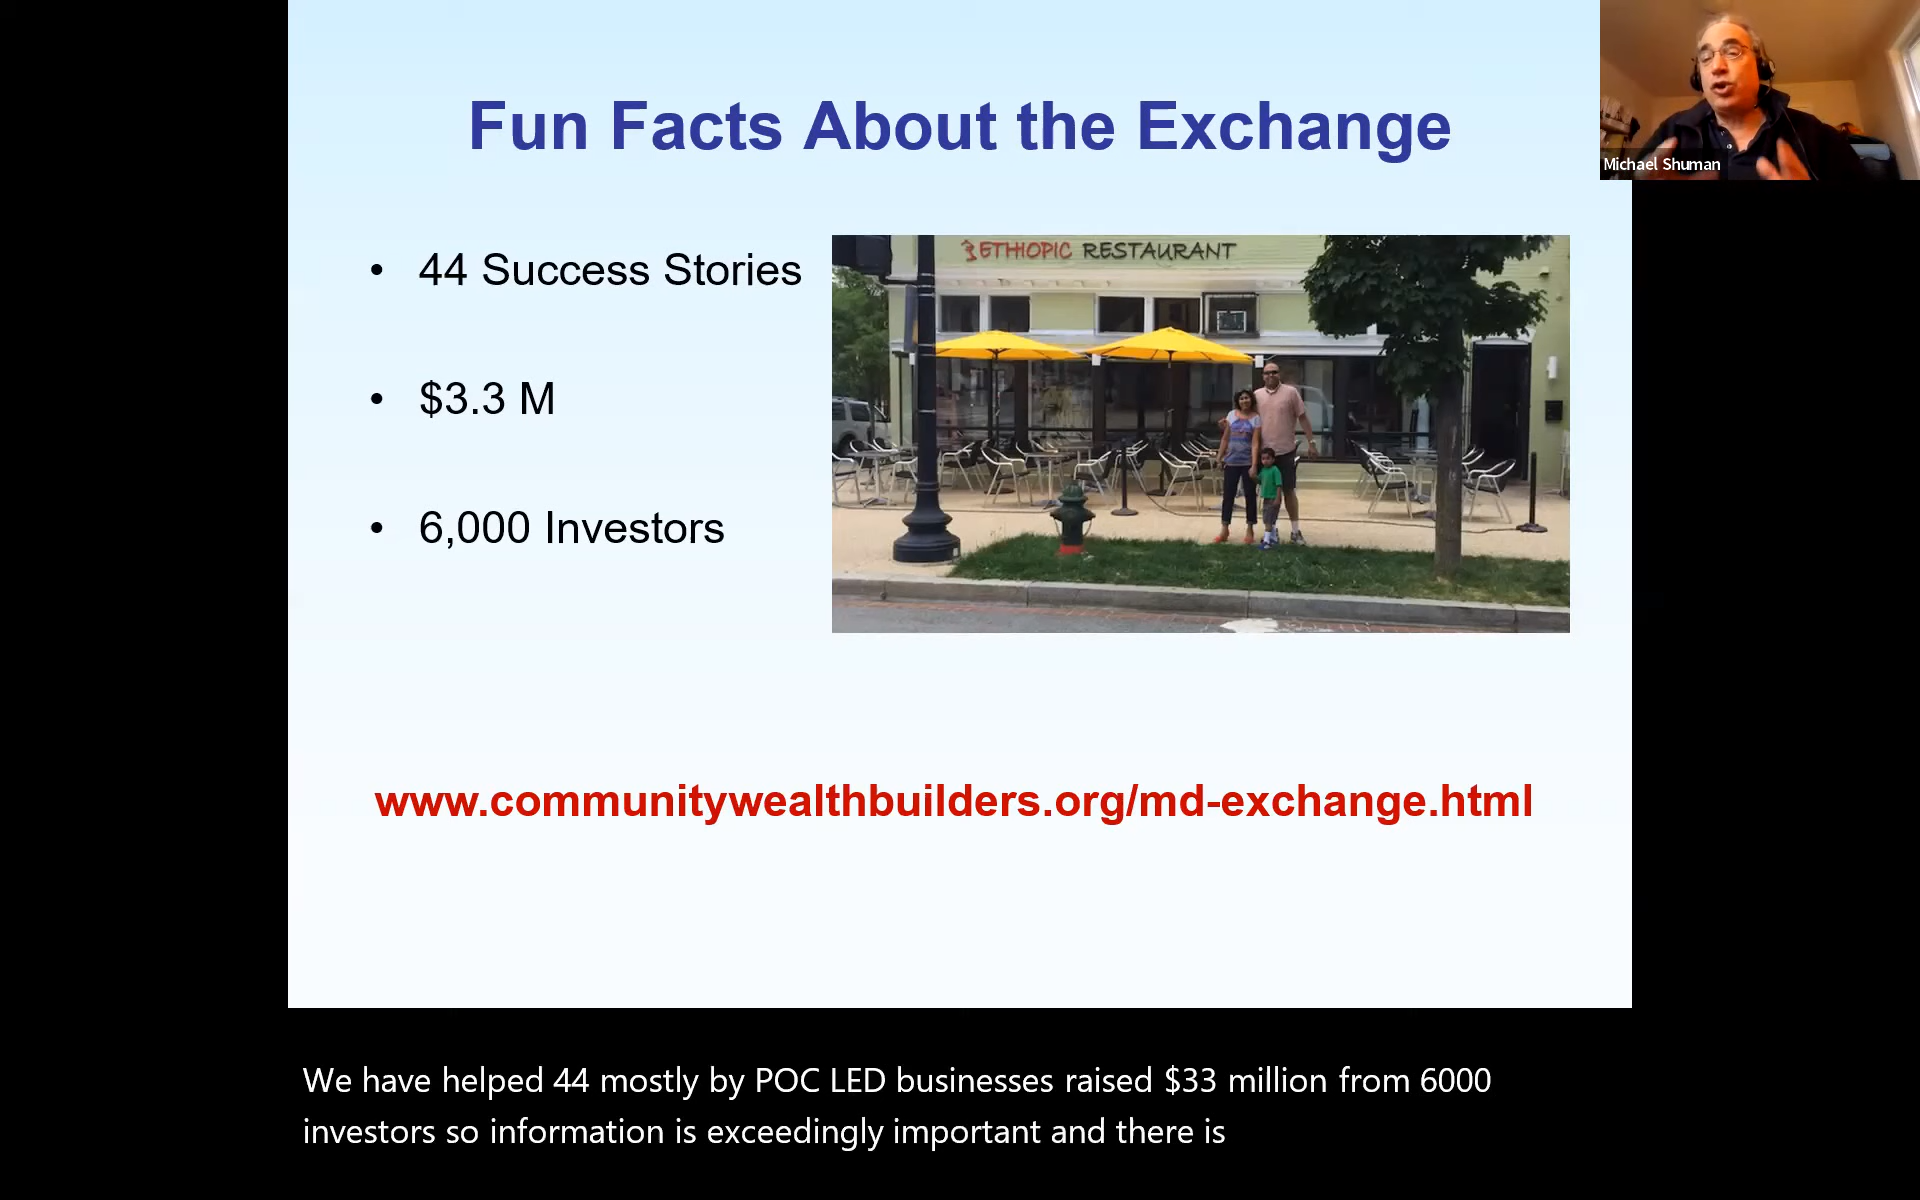 Fun Facts About the Exchange
Michael Shuman
• 44 Success Stories
ETHIOPIC RESTAURANT
• $3.3 M
• 6,000 Investors
www.communitywealthbuilders.org/md-exchange.html
We have helped 44 mostly by POC LED businesses raised $33 million from 6000
investors so information is exceedingly important and there is